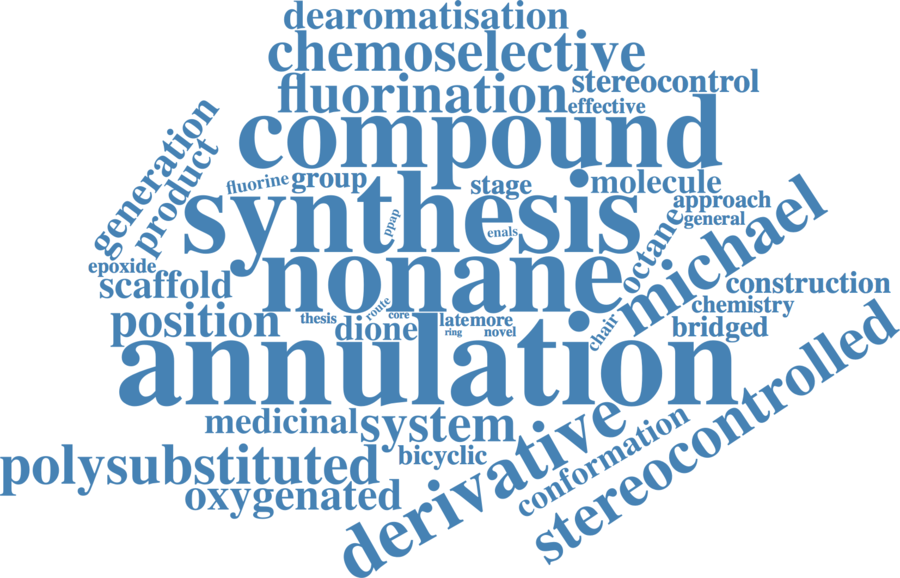 dearomatisation
chemoselective
fluorination
stereocontrol
effective
compound
generation
product
fluorine
group
stage
molecule
approach
general
synthesis
ppap
enals
octane
michael
epoxide
scaffold
nonane
construction
chemistry
bridged
position
thesis
route
core
dione
latemore
ring
novel
chair
annulation
medicinal
system
bicyclic
derivative
conformation
stereocontrolled
polysubstituted
oxygenated